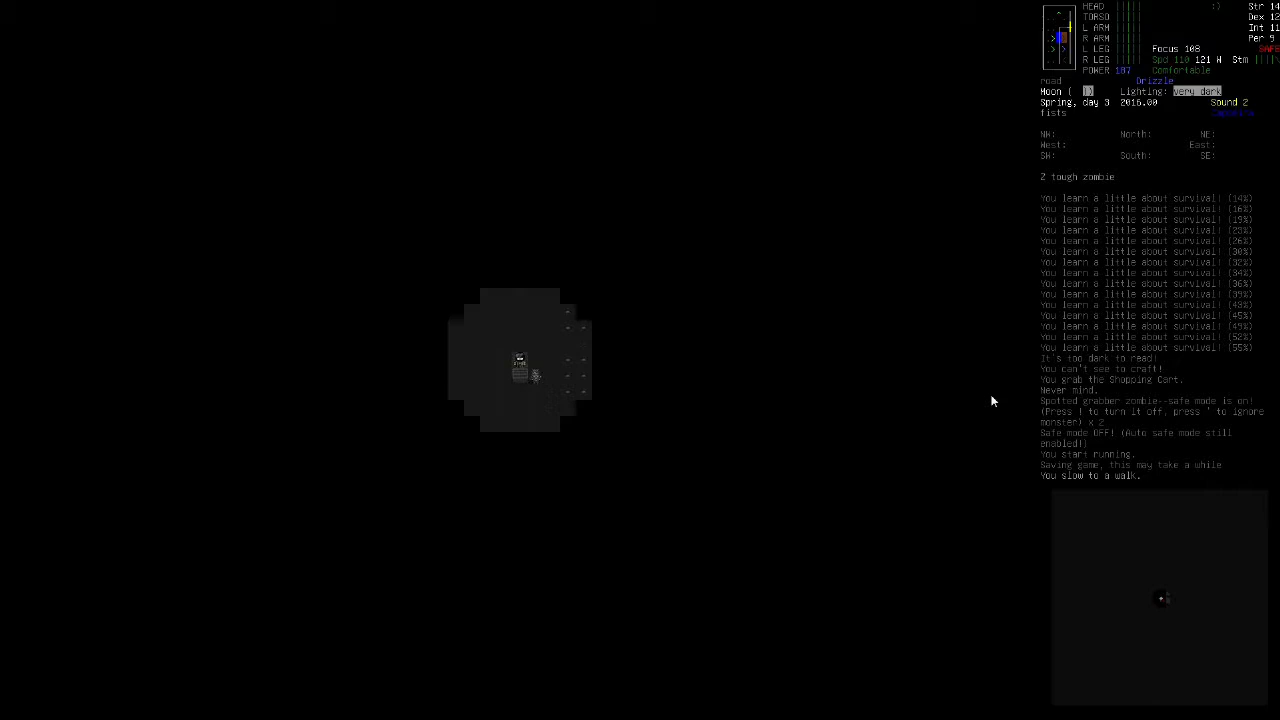 HEAD :) Str 14
TORSO Dex 12
L ARM Int 11
R ARM Per 9
L LEG Focus 108 SAFE
R LEG Spd 110 121 W Stm
POWER 187 Comfortable
road Drizzle
Moon ( |) Lighting: very dark
Spring, day 3 2016.00 Sound 2
fists
NW: North: NE:
West: East:
SW: South: SE:
Z tough zombie
You learn a little about survival! (14%)
You learn a little about survival! (16%)
You learn a little about survival! (19%)
You learn a little about survival! (23%)
You learn a little about survival! (26%)
You learn a little about survival! (30%)
You learn a little about survival! (32%)
You learn a little about survival! (34%)
You learn a little about survival! (36%)
You learn a little about survival! (39%)
You learn a little about survival! (43%)
You learn a little about survival! (45%)
You learn a little about survival! (49%)
You learn a little about survival! (52%)
You learn a little about survival! (55%)
It's too dark to read!
You can't see to craft!
You grab the Shopping Cart.
Never mind.
Spotted grabber zombie--safe mode is on!
(Press ! to turn it off, press ' to ignore
monster) x 2
Safe mode OFF! (Auto safe mode still
enabled!)
You start running.
Saving game, this may take a while
You slow to a walk.